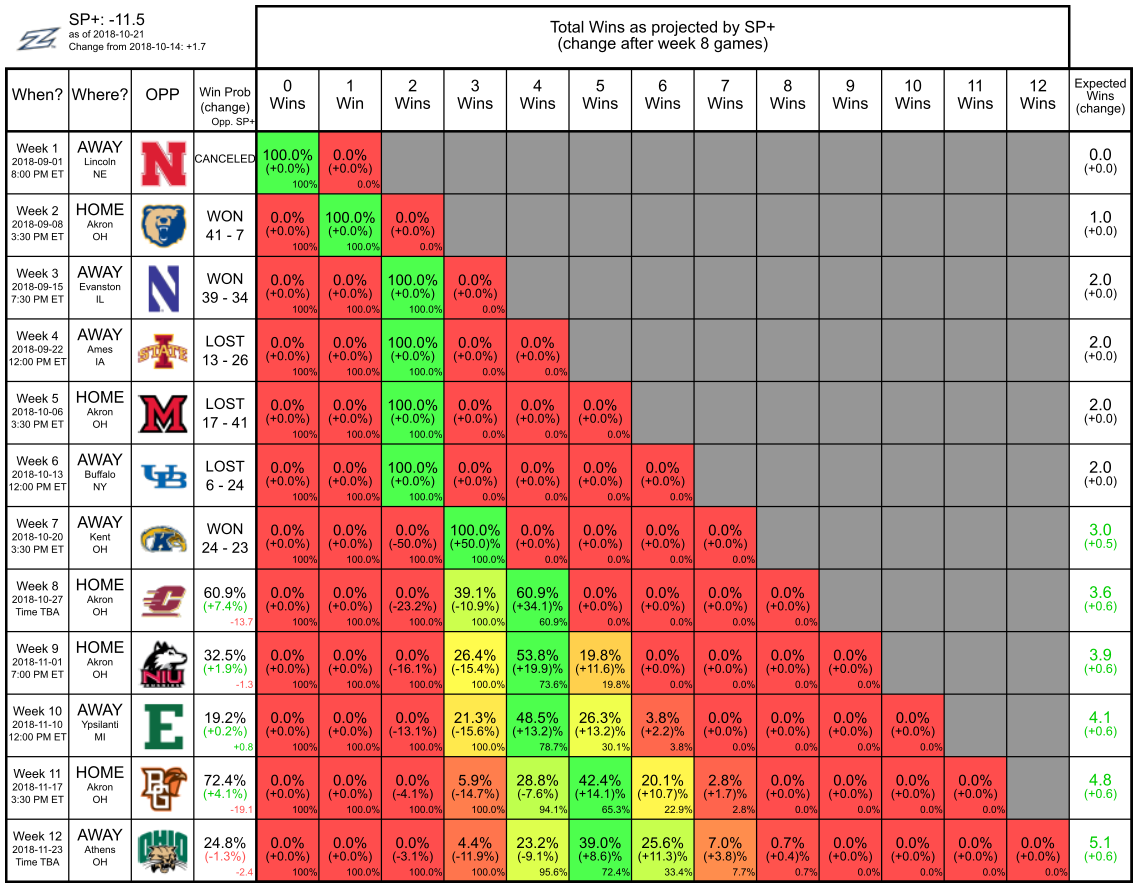 SP+: -11.5
as of 2018-10-21
Change from 2018-10-14: +1.7
Total Wins as projected by SP+
(change after week 8 games)
When? Where? OPP Win Prob (change) Opp. SP+ 0 Wins 1 Win 2 Wins 3 Wins 4 Wins 5 Wins 6 Wins 7 Wins 8 Wins 9 Wins 10 Wins 11 Wins 12 Wins Expected Wins (change)
Week 1 AWAY N CANCELED 100.0% 0.0% 0.0
2018-09-01 Lincoln (+0.0%) (+0.0%) (+0.0)
8:00 PM ET NE 100% 0.0%
Week 2 HOME WON 0.0% 100.0% 0.0% 1.0
2018-09-08 Akron 41 - 7 (+0.0%) (+0.0%) (+0.0%) (+0.0)
3:30 PM ET OH 100% 100.0% 0.0%
Week 3 AWAY N WON 0.0% 0.0% 100.0% 0.0% 2.0
2018-09-15 Evanston 39 - 34 (+0.0%) (+0.0%) (+0.0%) (+0.0%) (+0.0)
7:30 PM ET IL 100% 100.0% 100.0% 0.0%
Week 4 AWAY I STATE LOST 0.0% 0.0% 100.0% 0.0% 0.0% 2.0
2018-09-22 Ames 13 - 26 (+0.0%) (+0.0%) (+0.0%) (+0.0%) (+0.0%) (+0.0)
12:00 PM ET IA 100% 100.0% 100.0% 0.0% 0.0%
Week 5 HOME M LOST 0.0% 0.0% 100.0% 0.0% 0.0% 0.0% 2.0
2018-10-06 Akron 17 - 41 (+0.0%) (+0.0%) (+0.0%) (+0.0%) (+0.0%) (+0.0%) (+0.0)
3:30 PM ET OH 100% 100.0% 100.0% 0.0% 0.0% 0.0%
Week 6 AWAY UB LOST 0.0% 0.0% 100.0% 0.0% 0.0% 0.0% 0.0% 2.0
2018-10-13 Buffalo 6 - 24 (+0.0%) (+0.0%) (+0.0%) (+0.0%) (+0.0%) (+0.0%) (+0.0%) (+0.0)
12:00 PM ET NY 100% 100.0% 100.0% 0.0% 0.0% 0.0% 0.0%
Week 7 AWAY K WON 0.0% 0.0% 0.0% 100.0% 0.0% 0.0% 0.0% 0.0% 3.0
2018-10-20 Kent 24 - 23 (+0.0%) (+0.0%) (-50.0%) (+50.0)% (+0.0%) (+0.0%) (+0.0%) (+0.0%) (+0.5)
3:30 PM ET OH 100% 100.0% 100.0% 100.0% 0.0% 0.0% 0.0% 0.0%
Week 8 HOME C 60.9% 0.0% 0.0% 0.0% 39.1% 60.9% 0.0% 0.0% 0.0% 0.0% 3.6
2018-10-27 Akron (+7.4%) (+0.0%) (+0.0%) (-23.2%) (-10.9%) (+34.1)% (+0.0%) (+0.0%) (+0.0%) (+0.0%) (+0.6)
Time TBA OH -13.7 100% 100.0% 100.0% 100.0% 60.9% 0.0% 0.0% 0.0% 0.0%
Week 9 HOME NIU 32.5% 0.0% 0.0% 0.0% 26.4% 53.8% 19.8% 0.0% 0.0% 0.0% 0.0% 3.9
2018-11-01 Akron (+1.9%) (+0.0%) (+0.0%) (-16.1%) (-15.4%) (+19.9)% (+11.6)% (+0.0%) (+0.0%) (+0.0%) (+0.0%) (+0.6)
7:00 PM ET OH -1.3 100% 100.0% 100.0% 100.0% 73.6% 19.8% 0.0% 0.0% 0.0% 0.0%
Week 10 AWAY E 19.2% 0.0% 0.0% 0.0% 21.3% 48.5% 26.3% 3.8% 0.0% 0.0% 0.0% 0.0% 4.1
2018-11-10 Ypsilanti (+0.2%) (+0.0%) (+0.0%) (-13.1%) (-15.6%) (+13.2)% (+13.2)% (+2.2)% (+0.0%) (+0.0%) (+0.0%) (+0.0%) (+0.6)
12:00 PM ET MI +0.8 100% 100.0% 100.0% 100.0% 78.7% 30.1% 3.8% 0.0% 0.0% 0.0% 0.0%
Week 11 HOME BG 72.4% 0.0% 0.0% 0.0% 5.9% 28.8% 42.4% 20.1% 2.8% 0.0% 0.0% 0.0% 0.0% 4.8
2018-11-17 Akron (+4.1%) (+0.0%) (+0.0%) (-4.1%) (-14.7%) (-7.6%) (+14.1)% (+10.7)% (+1.7)% (+0.0%) (+0.0%) (+0.0%) (+0.0%) (+0.6)
3:30 PM ET OH -19.1 100% 100.0% 100.0% 100.0% 94.1% 65.3% 22.9% 2.8% 0.0% 0.0% 0.0% 0.0%
Week 12 AWAY OHIO 24.8% 0.0% 0.0% 0.0% 4.4% 23.2% 39.0% 25.6% 7.0% 0.7% 0.0% 0.0% 0.0% 0.0% 5.1
2018-11-23 Athens (-1.3%) (+0.0%) (+0.0%) (-3.1%) (-11.9%) (-9.1%) (+8.6)% (+11.3)% (+3.8)% (+0.4)% (+0.0%) (+0.0%) (+0.0%) (+0.0%) (+0.6)
Time TBA OH -2.4 100% 100.0% 100.0% 100.0% 95.6% 72.4% 33.4% 7.7% 0.7% 0.0% 0.0% 0.0% 0.0%